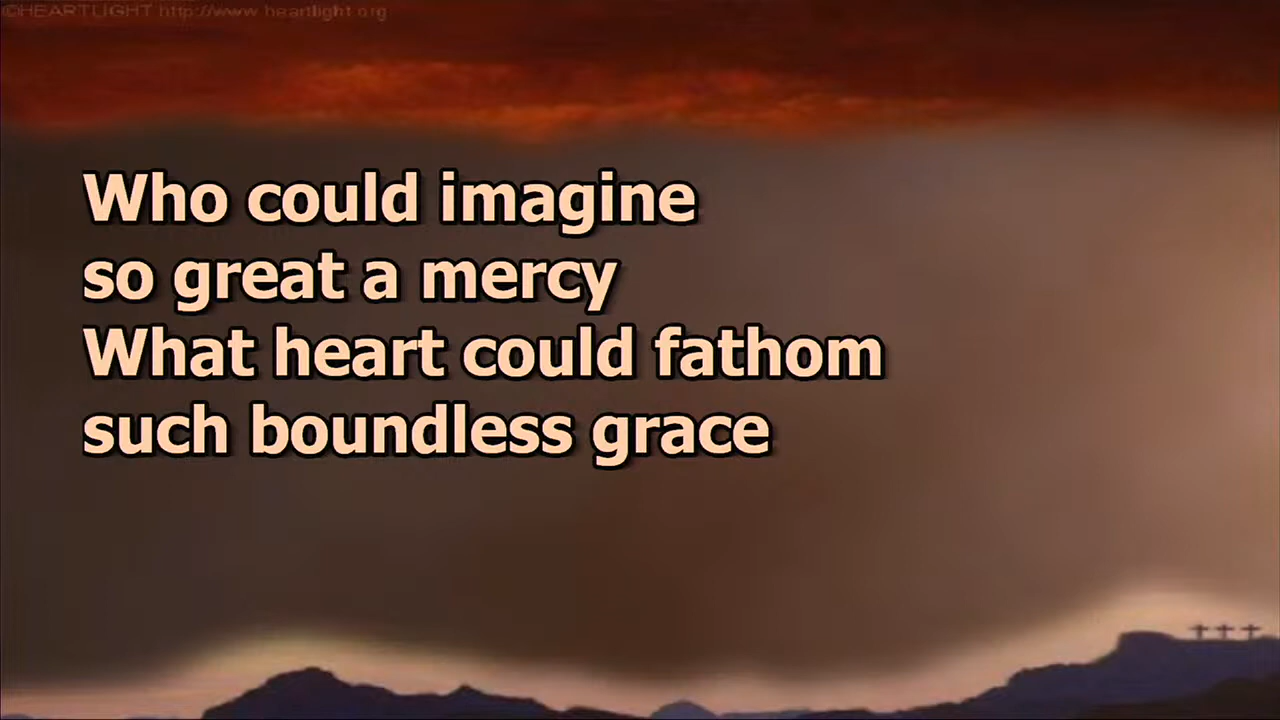 ©HEARTLIGHT http://www.heartlight.org
Who could imagine
so great a mercy
What heart could fathom
such boundless grace